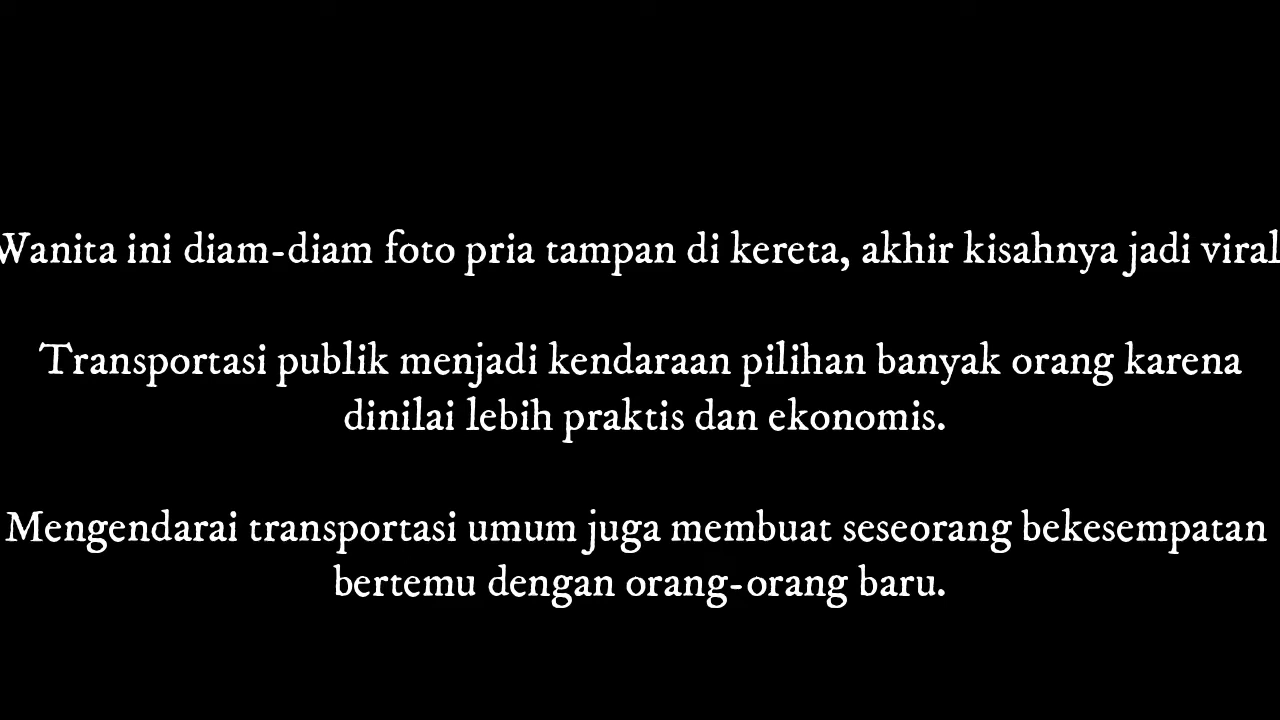 Wanita ini diam-diam foto pria tampan di kereta, akhir kisahnya jadi viral
Transportasi publik menjadi kendaraan pilihan banyak orang karena
dinilai lebih praktis dan ekonomis.
Mengendarai transportasi umum juga membuat seseorang bekesempatan
bertemu dengan orang-orang baru.